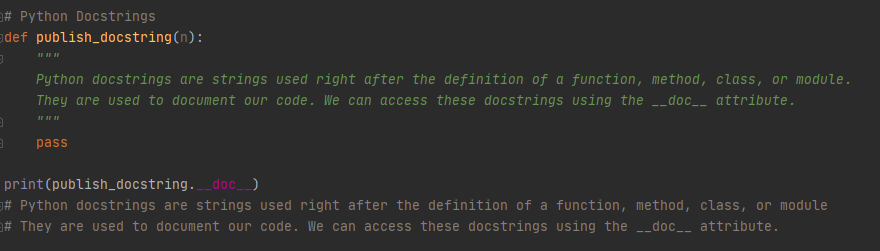 # Python Docstrings
def publish_docstring(n):
    """
    Python docstrings are strings used right after the definition of a function, method, class, or module.
    They are used to document our code. We can access these docstrings using the __doc__ attribute.
    """
    pass
print(publish_docstring.__doc__)
# Python docstrings are strings used right after the definition of a function, method, class, or module
# They are used to document our code. We can access these docstrings using the __doc__ attribute.